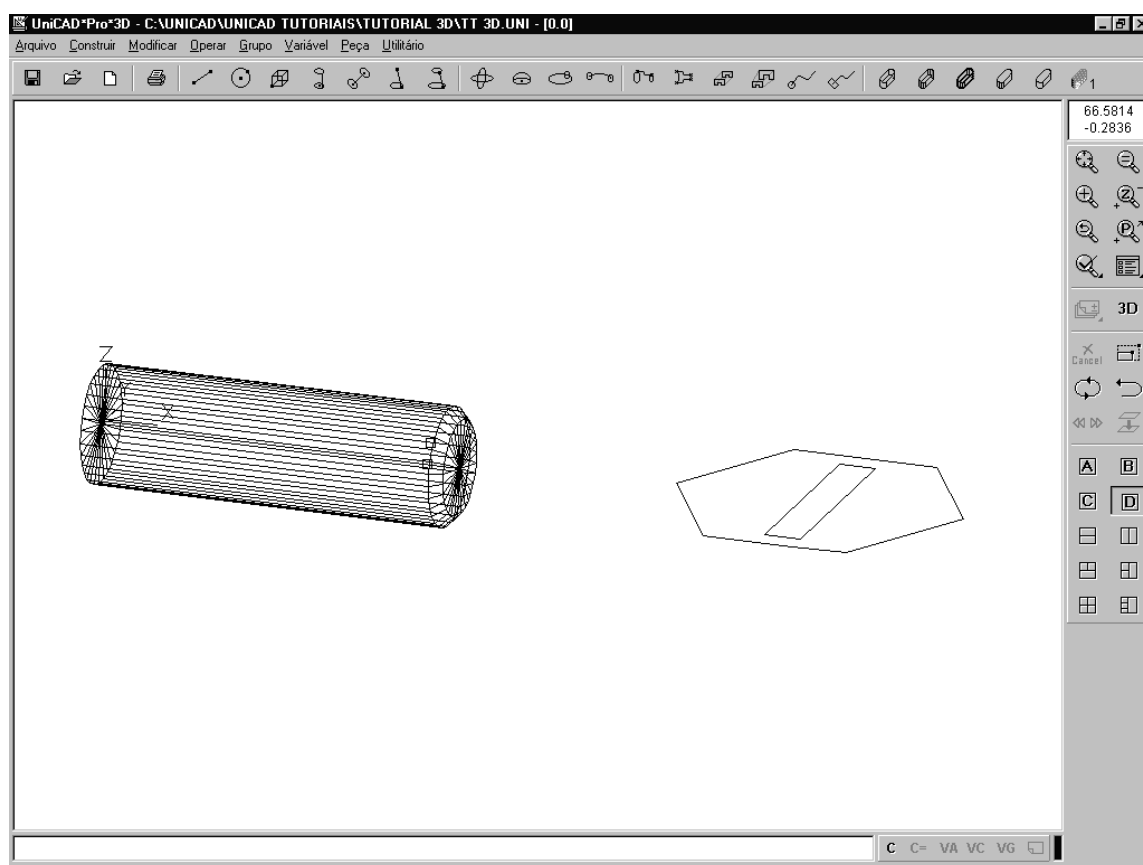 UniCAD*Pro*3D - C:\UNICAD\UNICAD TUTORIAIS\TUTORIAL 3D\TT 3D.UNI - [0.0]
Arquivo Construir Modificar Operar Grupo Variável Peça Utilitário
1
66.5814
-0.2836
Z
P
3D
Cancel
A B
C D
Z
X
C C= VA VC VG